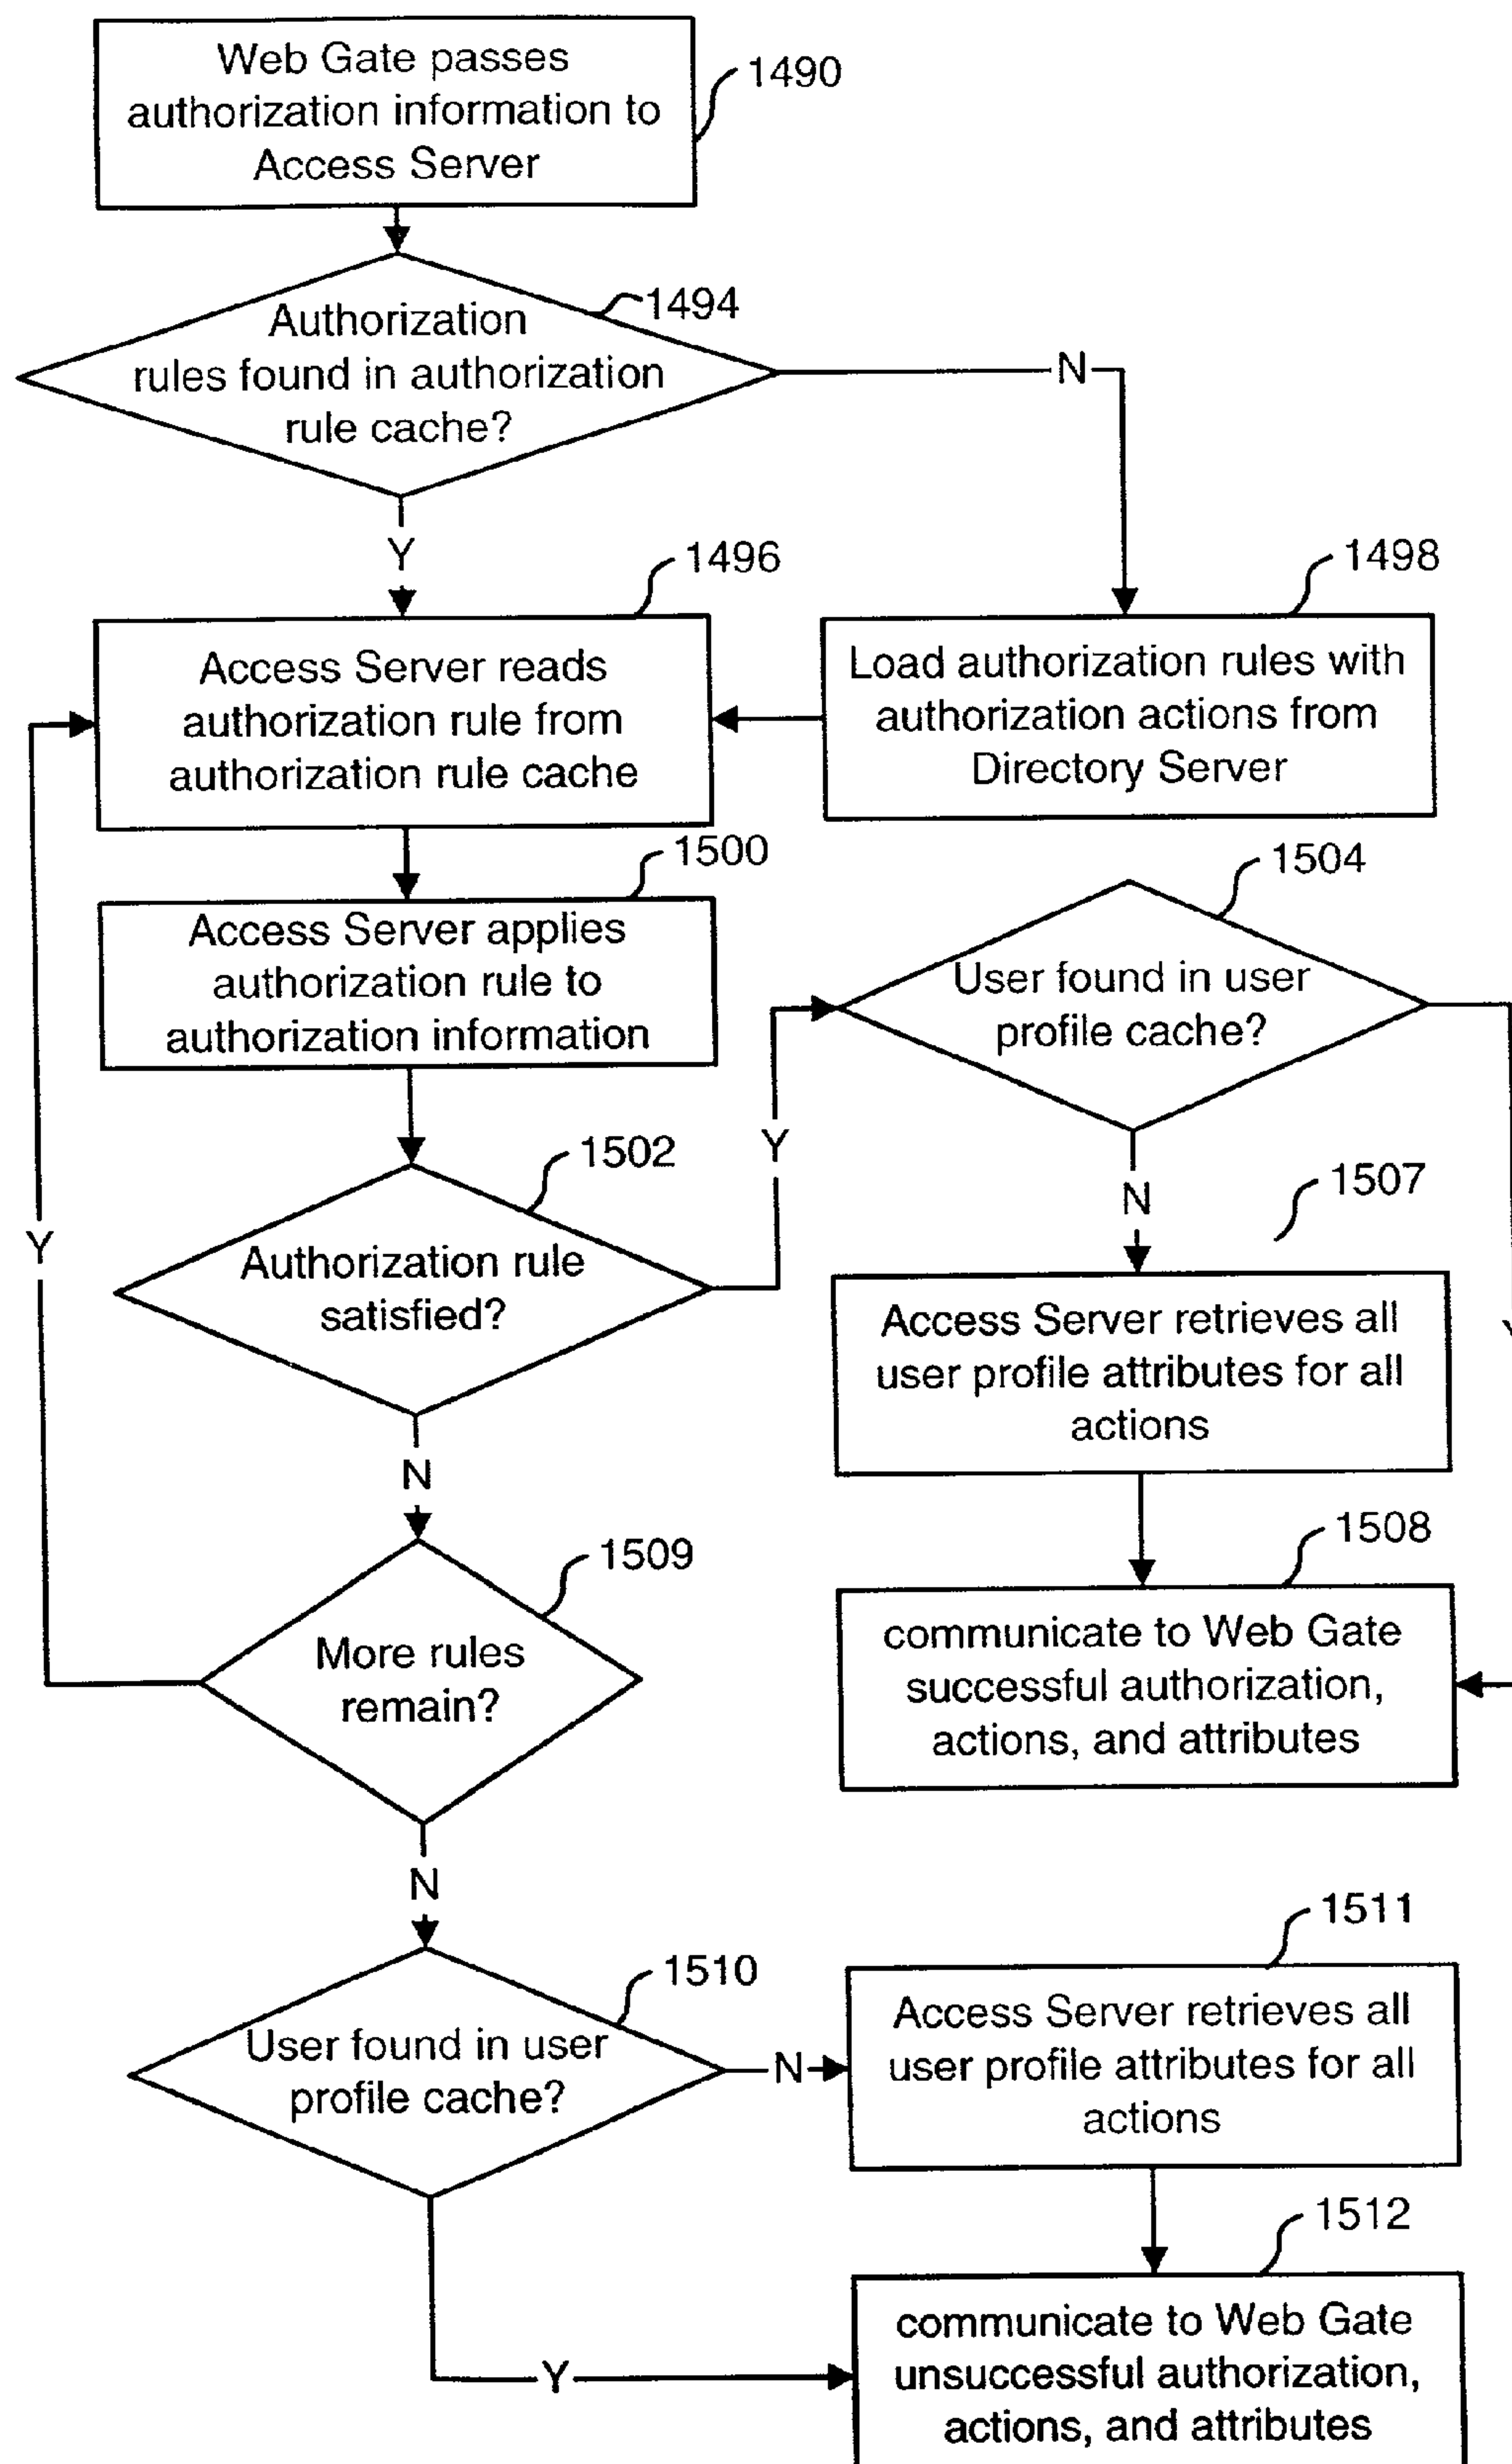 Web Gate passes
authorization information to
Access Server
1490
Authorization
rules found in authorization
rule cache?
1494
N
Y
1496
Access Server reads
authorization rule from
authorization rule cache
1498
Load authorization rules with
authorization actions from
Directory Server
1500
Access Server applies
authorization rule to
authorization information
1504
User found in user
profile cache?
Y
1502
Authorization rule
satisfied?
Y
N
1507
Access Server retrieves all
user profile attributes for all
actions
N
1509
More rules
remain?
1508
communicate to Web Gate
successful authorization,
actions, and attributes
N
1510
User found in user
profile cache?
N
1511
Access Server retrieves all
user profile attributes for all
actions
Y
1512
communicate to Web Gate
unsuccessful authorization,
actions, and attributes